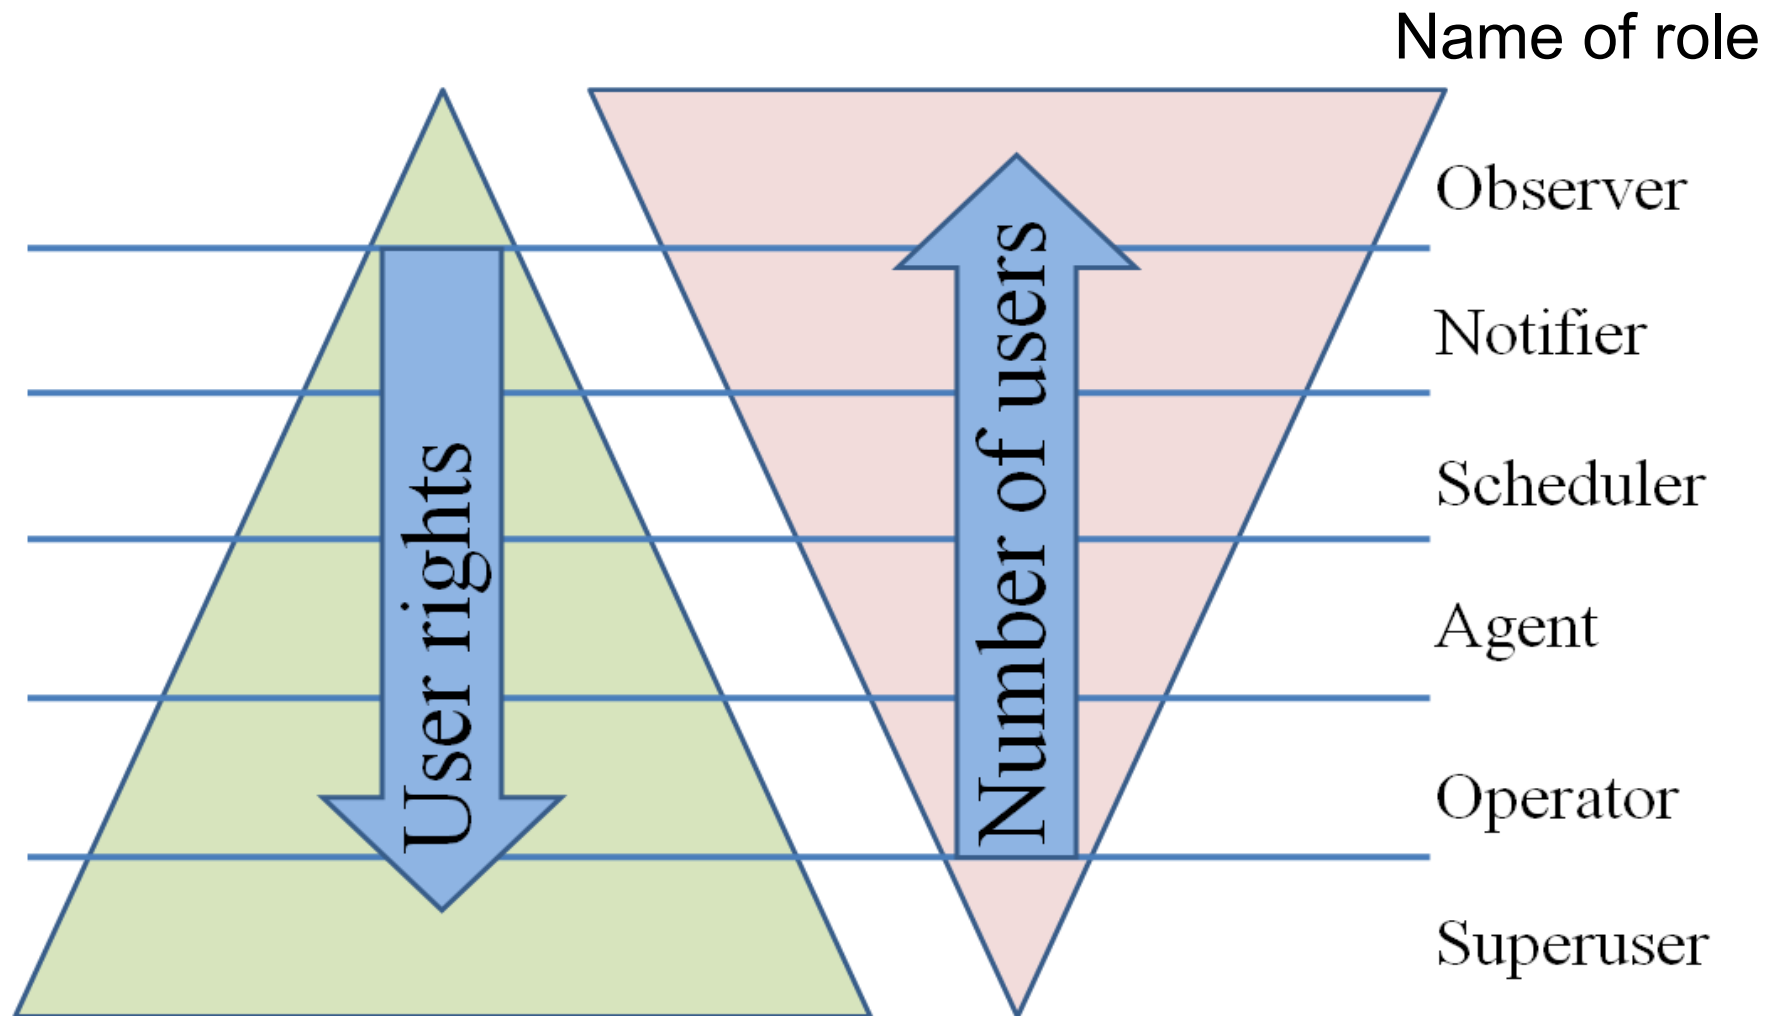 Name of role
Observer
Notifier
Scheduler
Agent
Operator
Superuser
User rights
Number of users